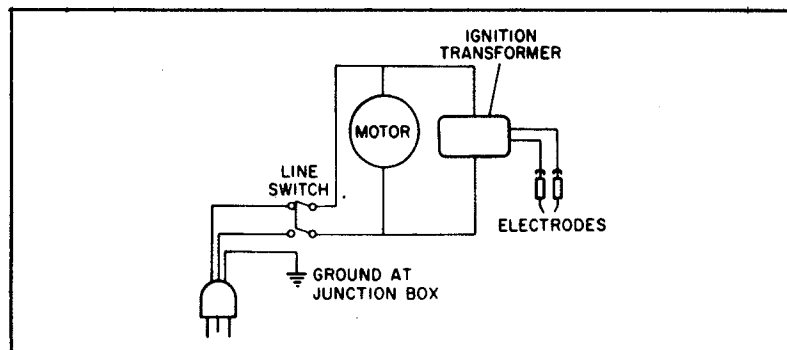 IGNITION
TRANSFORMER
MOTOR
LINE
SWITCH
ELECTRODES
GROUND AT
JUNCTION BOX